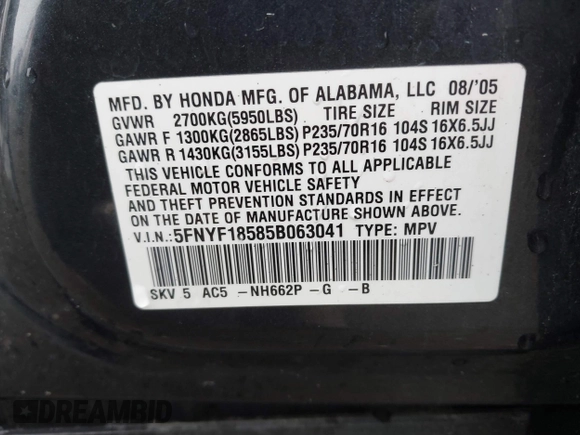 MFD. BY HONDA MFG. OF ALABAMA, LLC 08/'05
GVWR 2700KG(5950LBS) TIRE SIZE RIM SIZE
GAWR F 1300KG(2865LBS) P235/70R16 104S 16X6.5JJ
GAWR R 1430KG(3155LBS) P235/70R16 104S 16X6.5JJ
THIS VEHICLE CONFORMS TO ALL APPLICABLE
FEDERAL MOTOR VEHICLE SAFETY
AND THEFT PREVENTION STANDARDS IN EFFECT ON
THE DATE OF MANUFACTURE SHOWN ABOVE.
V.I.N.: 5FNYF18585B063041 TYPE: MPV
SKV 5 AC5 -NH662P -G -B
DREAMBID